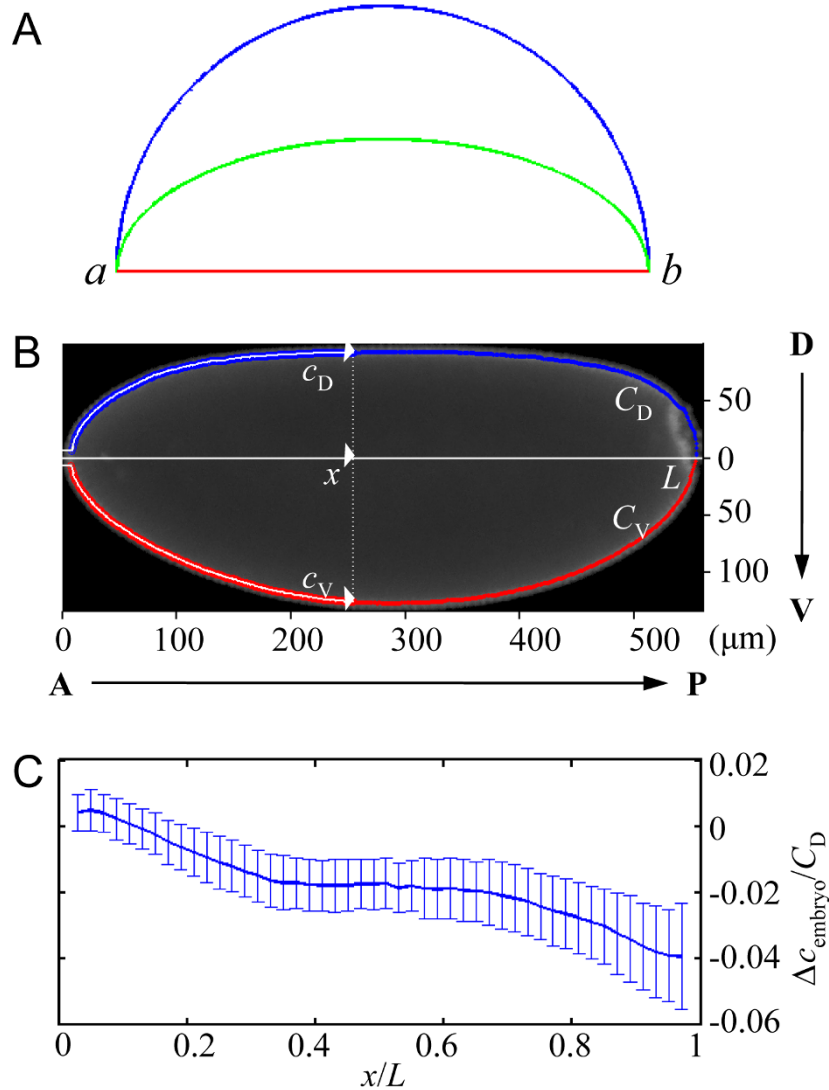 A
a b
B
D
c_D
C_D
50
x
L
0
C_V
50
c_V
100
V
0 100 200 300 400 500 (μm)
A P
C
0.02
0
-0.02
-0.04
-0.06
Δc_embryo/C_D
0 0.2 0.4 0.6 0.8 1
x/L